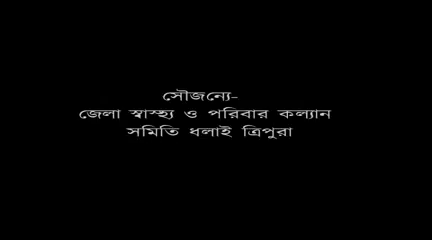 সৌজন্যে-
জেলা স্বাস্হ্য ও পরিবার কল্যান
সমিতি ধলাই ত্রিপুরা